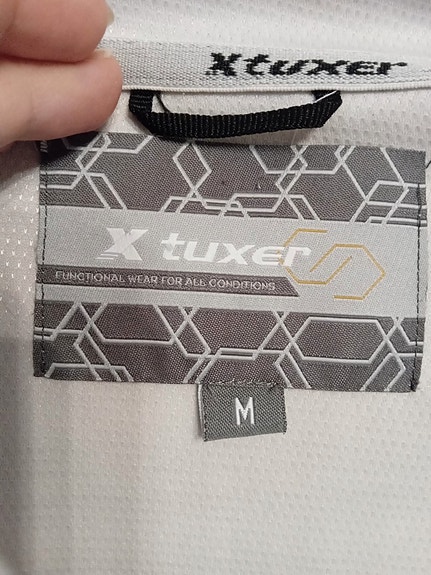 Xtuxer
X tuxer
FUNCTIONAL WEAR FOR ALL CONDITIONS
M